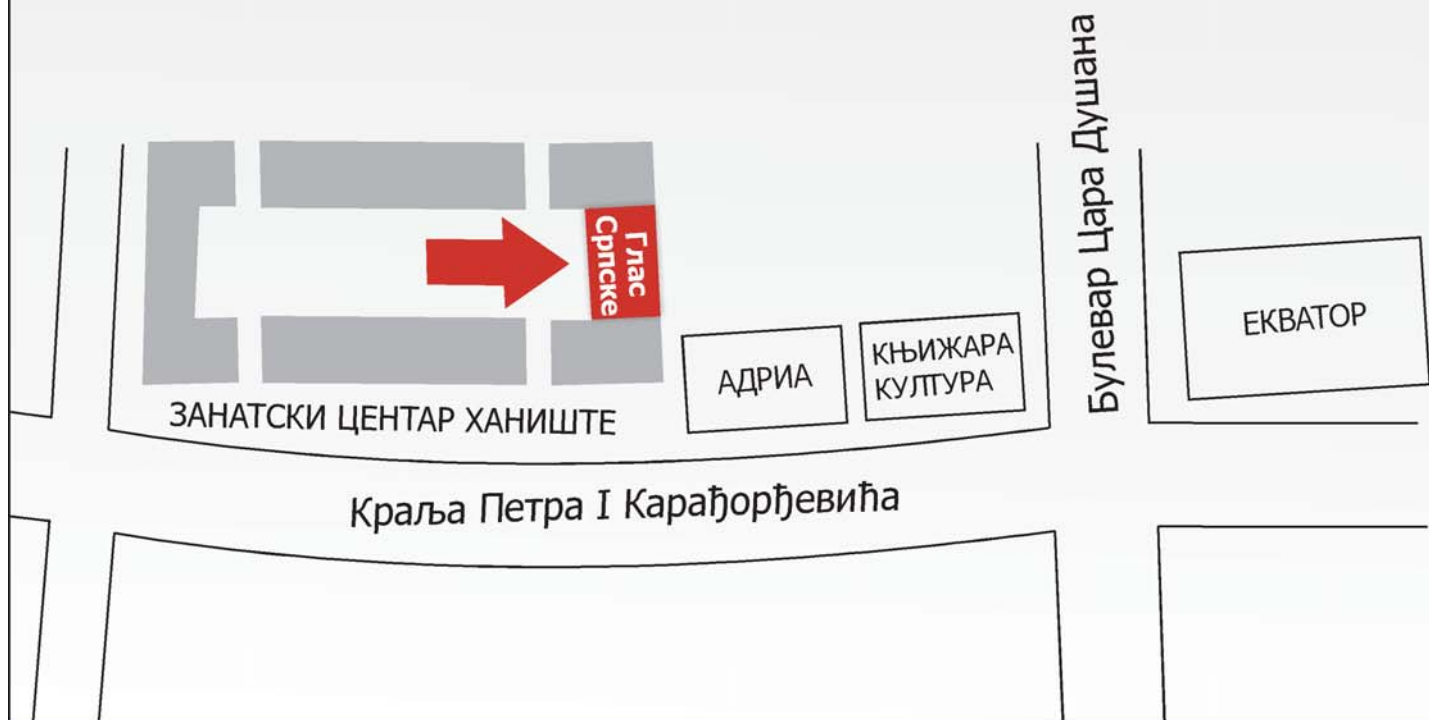 Булевар Цара Душана
Глас
Српске
ЕКВАТОР
КЊИЖАРА
КУЛТУРА
АДРИА
ЗАНАТСКИ ЦЕНТАР ХАНИШТЕ
Краља Петра I Карађорђевића